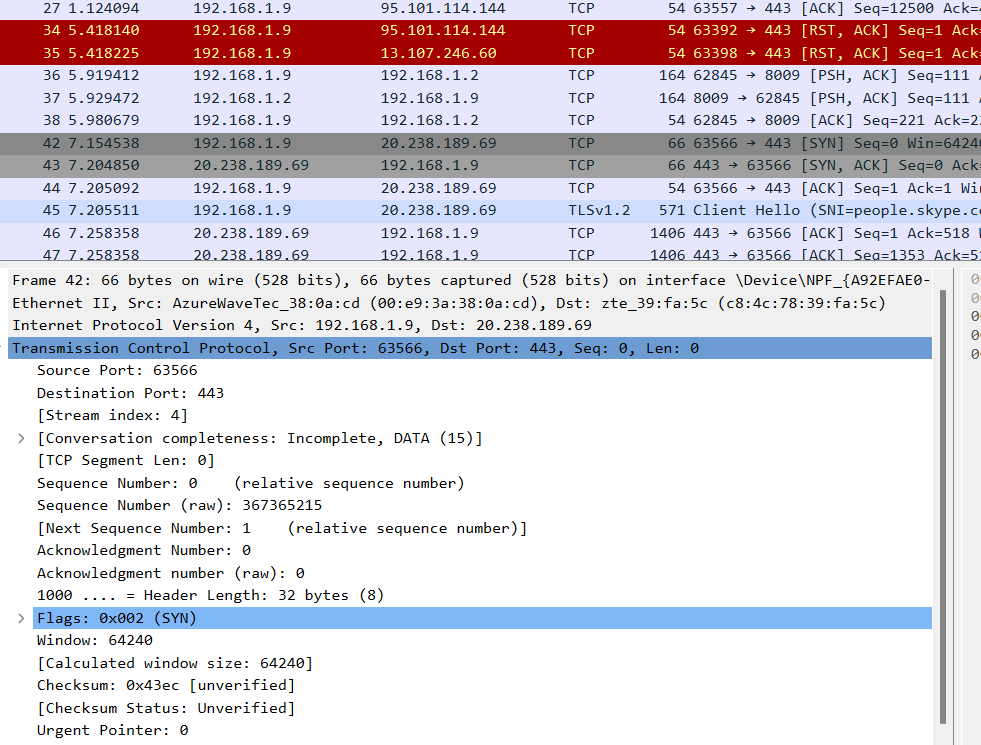 27 1.124094 192.168.1.9 95.101.114.144 TCP 54 63557 → 443 [ACK] Seq=12500 Ack=
34 5.418140 192.168.1.9 95.101.114.144 TCP 54 63392 → 443 [RST, ACK] Seq=1 Ack
35 5.418225 192.168.1.9 13.107.246.60 TCP 54 63398 → 443 [RST, ACK] Seq=1 Ack
36 5.919412 192.168.1.9 192.168.1.2 TCP 164 62845 → 8009 [PSH, ACK] Seq=111
37 5.929472 192.168.1.2 192.168.1.9 TCP 164 8009 → 62845 [PSH, ACK] Seq=111
38 5.980679 192.168.1.9 192.168.1.2 TCP 54 62845 → 8009 [ACK] Seq=221 Ack=2
42 7.154538 192.168.1.9 20.238.189.69 TCP 66 63566 → 443 [SYN] Seq=0 Win=6424
43 7.204850 20.238.189.69 192.168.1.9 TCP 66 443 → 63566 [SYN, ACK] Seq=0 Ack
44 7.205092 192.168.1.9 20.238.189.69 TCP 54 63566 → 443 [ACK] Seq=1 Ack=1 Wi
45 7.205511 192.168.1.9 20.238.189.69 TLSv1.2 571 Client Hello (SNI=people.skype.c
46 7.258358 20.238.189.69 192.168.1.9 TCP 1406 443 → 63566 [ACK] Seq=1 Ack=518
47 7.258358 20.238.189.69 192.168.1.9 TCP 1406 443 → 63566 [ACK] Seq=1353 Ack=5
Frame 42: 66 bytes on wire (528 bits), 66 bytes captured (528 bits) on interface \Device\NPF_{A92EFAE0-
Ethernet II, Src: AzureWaveTec_38:0a:cd (00:e9:3a:38:0a:cd), Dst: zte_39:fa:5c (c8:4c:78:39:fa:5c)
Internet Protocol Version 4, Src: 192.168.1.9, Dst: 20.238.189.69
Transmission Control Protocol, Src Port: 63566, Dst Port: 443, Seq: 0, Len: 0
Source Port: 63566
Destination Port: 443
[Stream index: 4]
[Conversation completeness: Incomplete, DATA (15)]
[TCP Segment Len: 0]
Sequence Number: 0 (relative sequence number)
Sequence Number (raw): 367365215
[Next Sequence Number: 1 (relative sequence number)]
Acknowledgment Number: 0
Acknowledgment number (raw): 0
1000 .... = Header Length: 32 bytes (8)
Flags: 0x002 (SYN)
Window: 64240
[Calculated window size: 64240]
Checksum: 0x43ec [unverified]
[Checksum Status: Unverified]
Urgent Pointer: 0